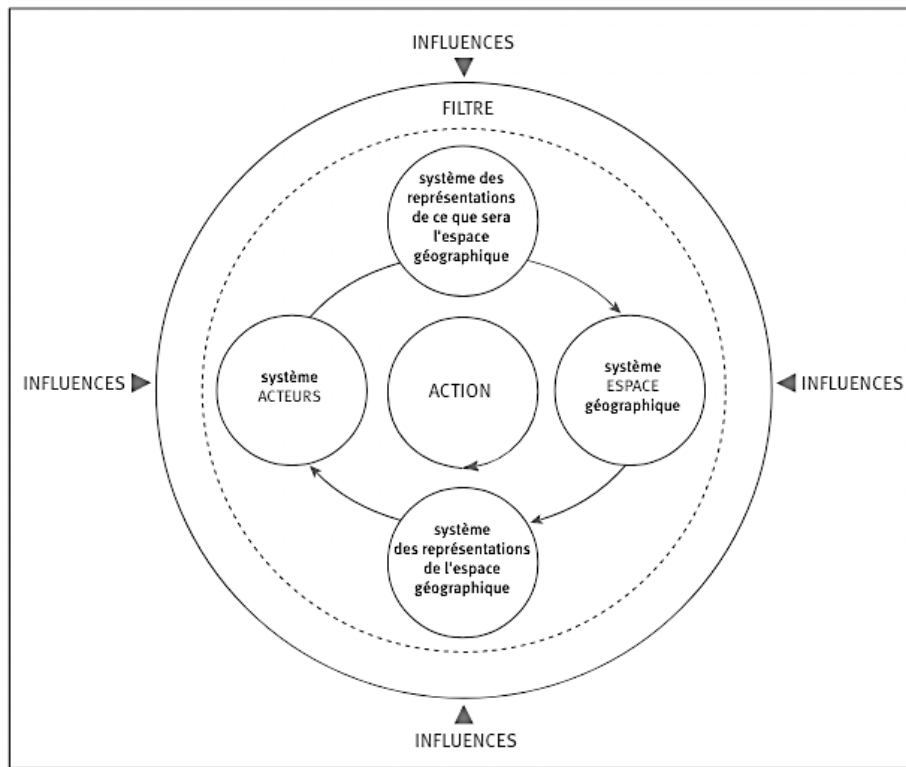 INFLUENCES
FILTRE
système des
représentations
de ce que sera
l'espace
géographique
INFLUENCES
système
ACTEURS
ACTION
système
ESPACE
géographique
INFLUENCES
système
des représentations
de l'espace
géographique
INFLUENCES